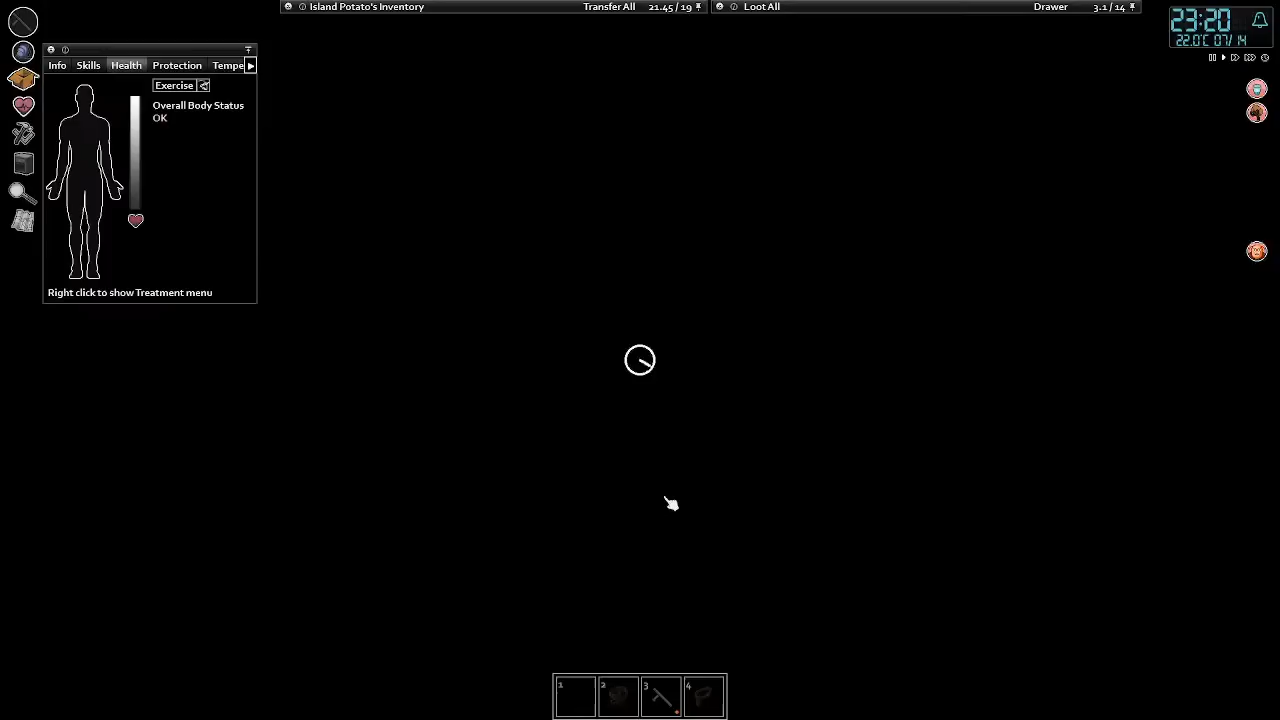 Island Potato's Inventory Transfer All 21.45 / 19
Loot All Drawer 3.1 / 14
23:20
22.0°C 07/14
Info Skills Health Protection Tempe
Exercise
Overall Body Status
OK
Right click to show Treatment menu
1 2 3 4